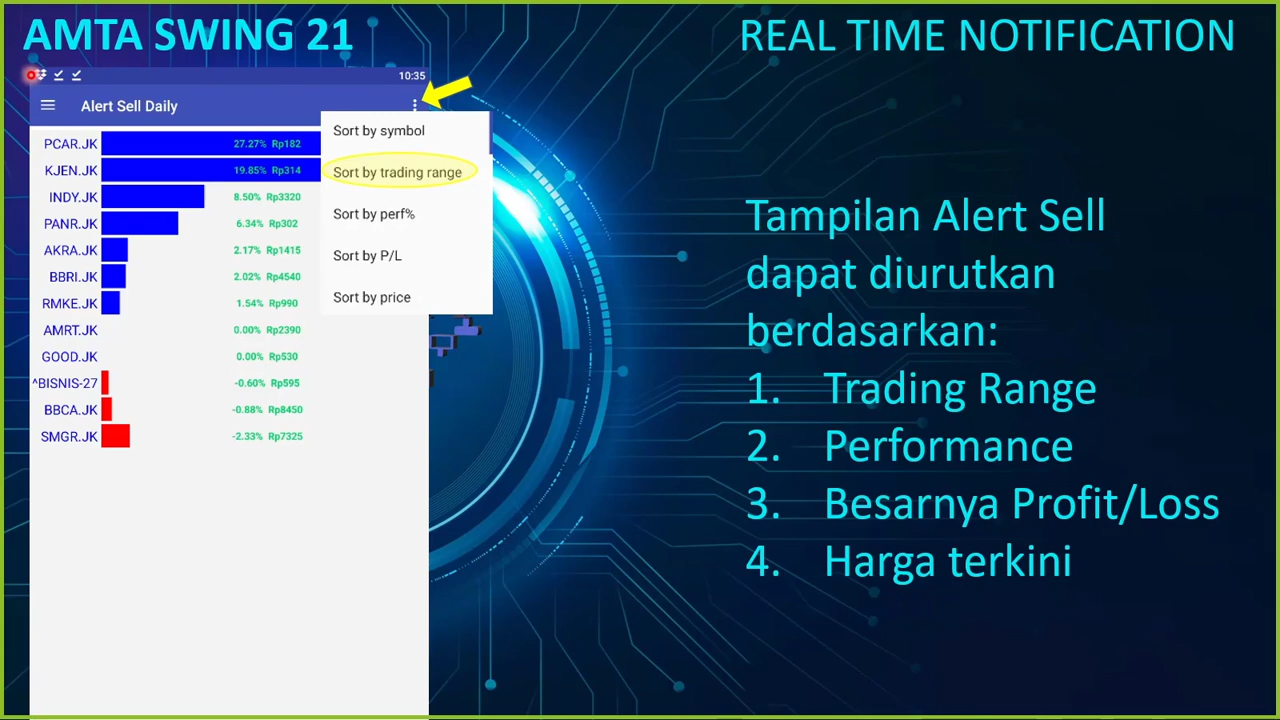 AMTA SWING 21
REAL TIME NOTIFICATION
10:35
Alert Sell Daily
Sort by symbol
Sort by trading range
Sort by perf%
Sort by P/L
Sort by price
PCAR.JK 27.27% Rp182
KJEN.JK 19.85% Rp314
INDY.JK 8.50% Rp3320
PANR.JK 6.34% Rp302
AKRA.JK 2.17% Rp1415
BBRI.JK 2.02% Rp4540
RMKE.JK 1.54% Rp990
AMRT.JK 0.00% Rp2390
GOOD.JK 0.00% Rp530
^BISNIS-27 -0.60% Rp595
BBCA.JK -0.88% Rp8450
SMGR.JK -2.33% Rp7325
Tampilan Alert Sell
dapat diurutkan
berdasarkan:
1. Trading Range
2. Performance
3. Besarnya Profit/Loss
4. Harga terkini